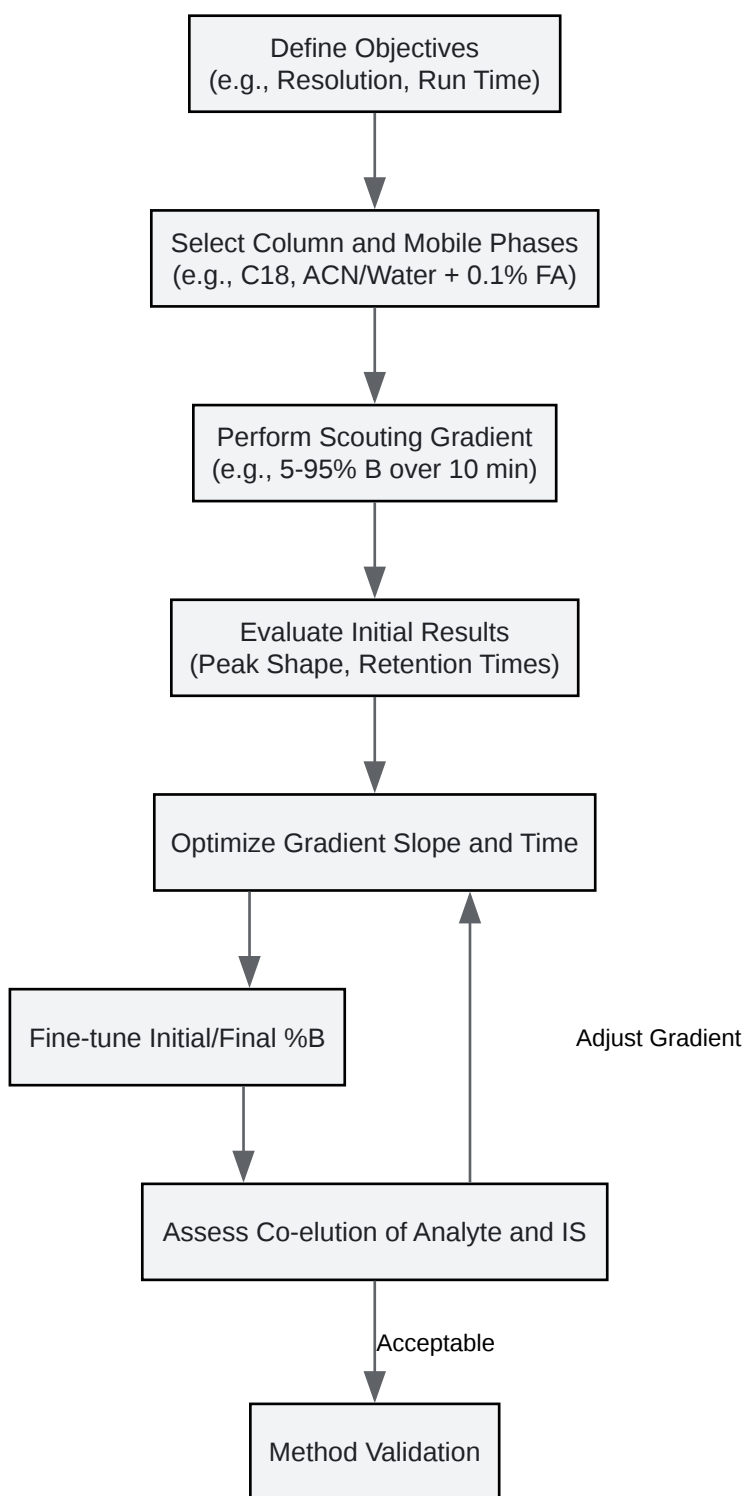 Define Objectives
(e.g., Resolution, Run Time)
Select Column and Mobile Phases
(e.g., C18, ACN/Water + 0.1% FA)
Perform Scouting Gradient
(e.g., 5-95% B over 10 min)
Evaluate Initial Results
(Peak Shape, Retention Times)
Optimize Gradient Slope and Time
Fine-tune Initial/Final %B
Adjust Gradient
Assess Co-elution of Analyte and IS
Acceptable
Method Validation